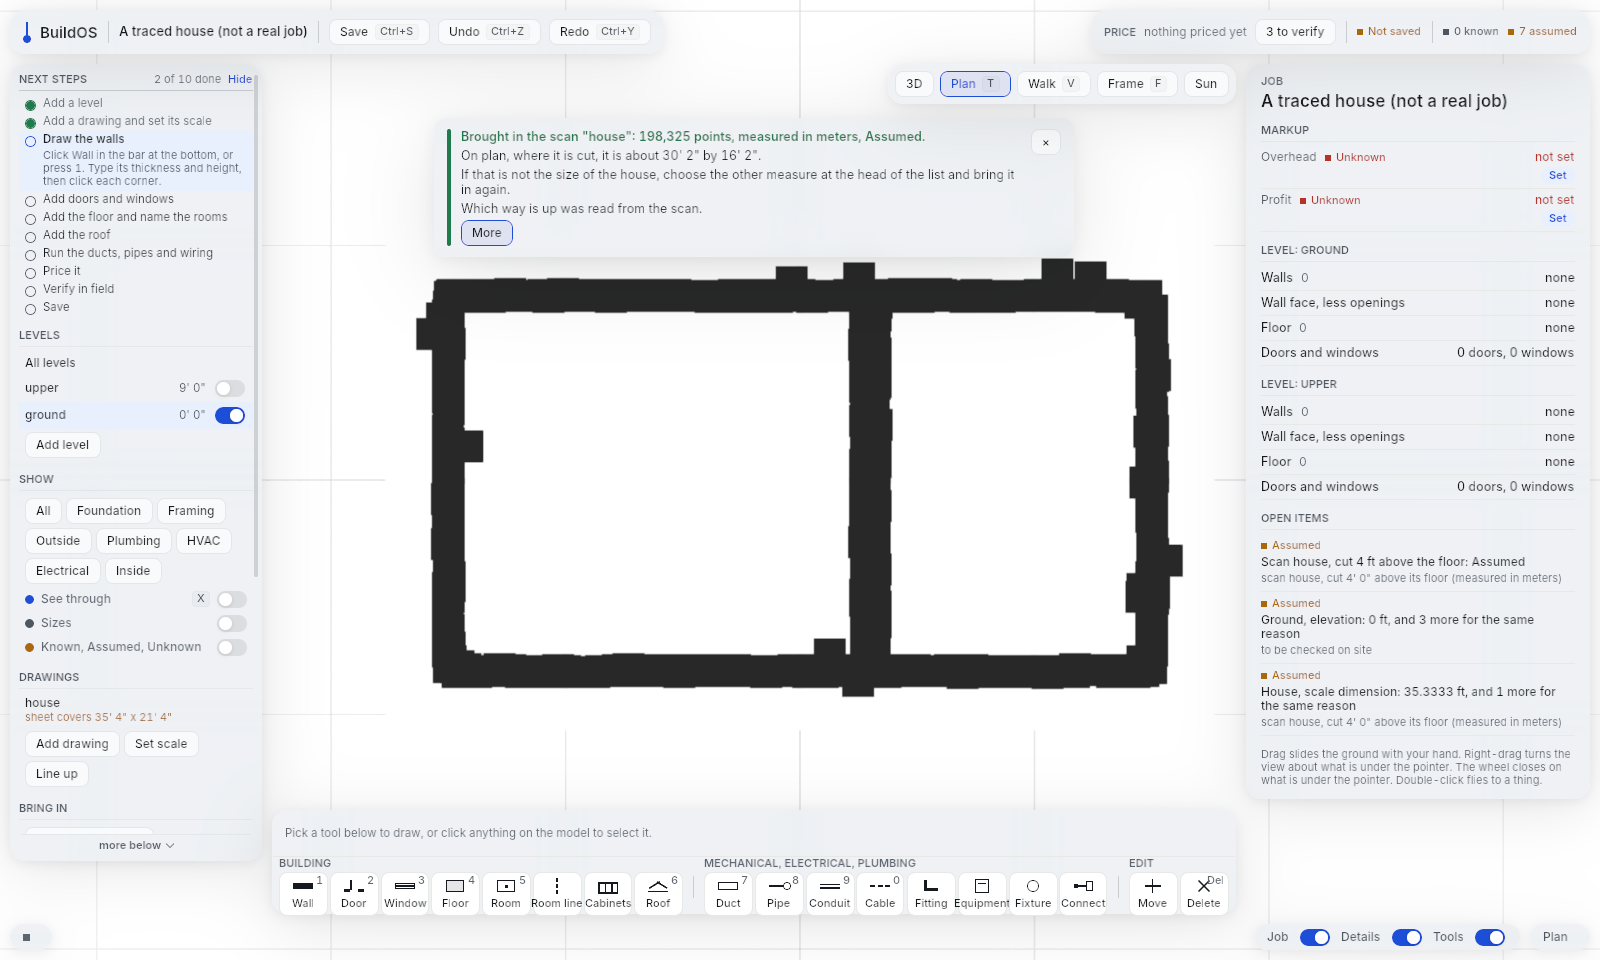 BuildOS
A traced house (not a real job)
Save Ctrl+S
Undo Ctrl+Z
Redo Ctrl+Y
PRICE nothing priced yet
3 to verify
Not saved
0 known
7 assumed
NEXT STEPS 2 of 10 done Hide
Add a level
Add a drawing and set its scale
Draw the walls
Click Wall in the bar at the bottom, or
press 1. Type its thickness and height,
then click each corner.
Add doors and windows
Add the floor and name the rooms
Add the roof
Run the ducts, pipes and wiring
Price it
Verify in field
Save
LEVELS
All levels
upper 9' 0"
ground 0' 0"
Add level
SHOW
All Foundation Framing
Outside Plumbing HVAC
Electrical Inside
See through X
Sizes
Known, Assumed, Unknown
DRAWINGS
house
sheet covers 35' 4" x 21' 4"
Add drawing Set scale
Line up
BRING IN
more below
3D
Plan T
Walk V
Frame F
Sun
Brought in the scan "house": 198,325 points, measured in meters, Assumed.
×
On plan, where it is cut, it is about 30' 2" by 16' 2".
If that is not the size of the house, choose the other measure at the head of the list and bring it
in again.
Which way is up was read from the scan.
More
JOB
A traced house (not a real job)
MARKUP
Overhead Unknown not set
Set
Profit Unknown not set
Set
LEVEL: GROUND
Walls 0 none
Wall face, less openings none
Floor 0 none
Doors and windows 0 doors, 0 windows
LEVEL: UPPER
Walls 0 none
Wall face, less openings none
Floor 0 none
Doors and windows 0 doors, 0 windows
OPEN ITEMS
Assumed
Scan house, cut 4 ft above the floor: Assumed
scan house, cut 4' 0" above its floor (measured in meters)
Assumed
Ground, elevation: 0 ft, and 3 more for the same
reason
to be checked on site
Assumed
House, scale dimension: 35.3333 ft, and 1 more for
the same reason
scan house, cut 4' 0" above its floor (measured in meters)
Drag slides the ground with your hand. Right-drag turns the
view about what is under the pointer. The wheel closes on
what is under the pointer. Double-click flies to a thing.
Pick a tool below to draw, or click anything on the model to select it.
BUILDING
Wall 1
Door 2
Window 3
Floor 4
Room 5
Room line
Cabinets
Roof 6
MECHANICAL, ELECTRICAL, PLUMBING
Duct 7
Pipe 8
Conduit 9
Cable 0
Fitting
Equipment
Fixture
Connect
EDIT
Move
Delete Del
Job
Details
Tools
Plan